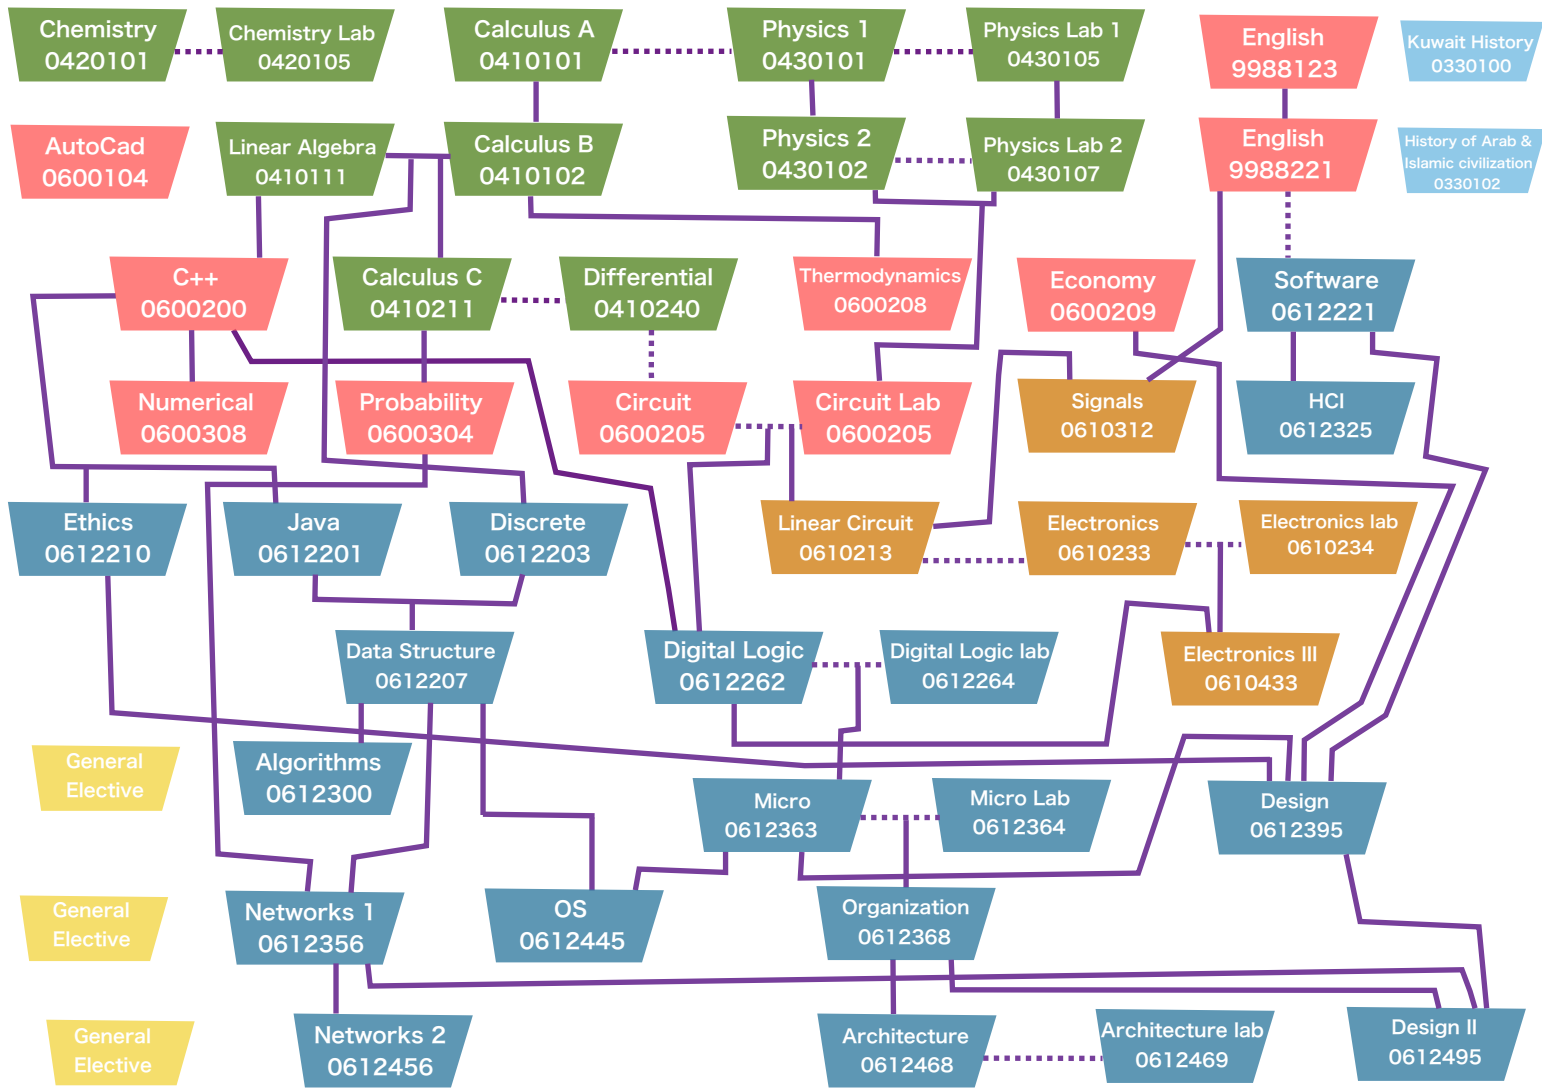 Chemistry
0420101
Chemistry Lab
0420105
Calculus A
0410101
Physics 1
0430101
Physics Lab 1
0430105
English
9988123
Kuwait History
0330100
AutoCad
0600104
Linear Algebra
0410111
Calculus B
0410102
Physics 2
0430102
Physics Lab 2
0430107
English
9988221
History of Arab &
Islamic civilization
0330102
C++
0600200
Calculus C
0410211
Differential
0410240
Thermodynamics
0600208
Economy
0600209
Software
0612221
Numerical
0600308
Probability
0600304
Circuit
0600205
Circuit Lab
0600205
Signals
0610312
HCI
0612325
Ethics
0612210
Java
0612201
Discrete
0612203
Linear Circuit
0610213
Electronics
0610233
Electronics lab
0610234
Data Structure
0612207
Digital Logic
0612262
Digital Logic lab
0612264
Electronics III
0610433
General
Elective
Algorithms
0612300
Micro
0612363
Micro Lab
0612364
Design
0612395
General
Elective
Networks 1
0612356
OS
0612445
Organization
0612368
General
Elective
Networks 2
0612456
Architecture
0612468
Architecture lab
0612469
Design II
0612495